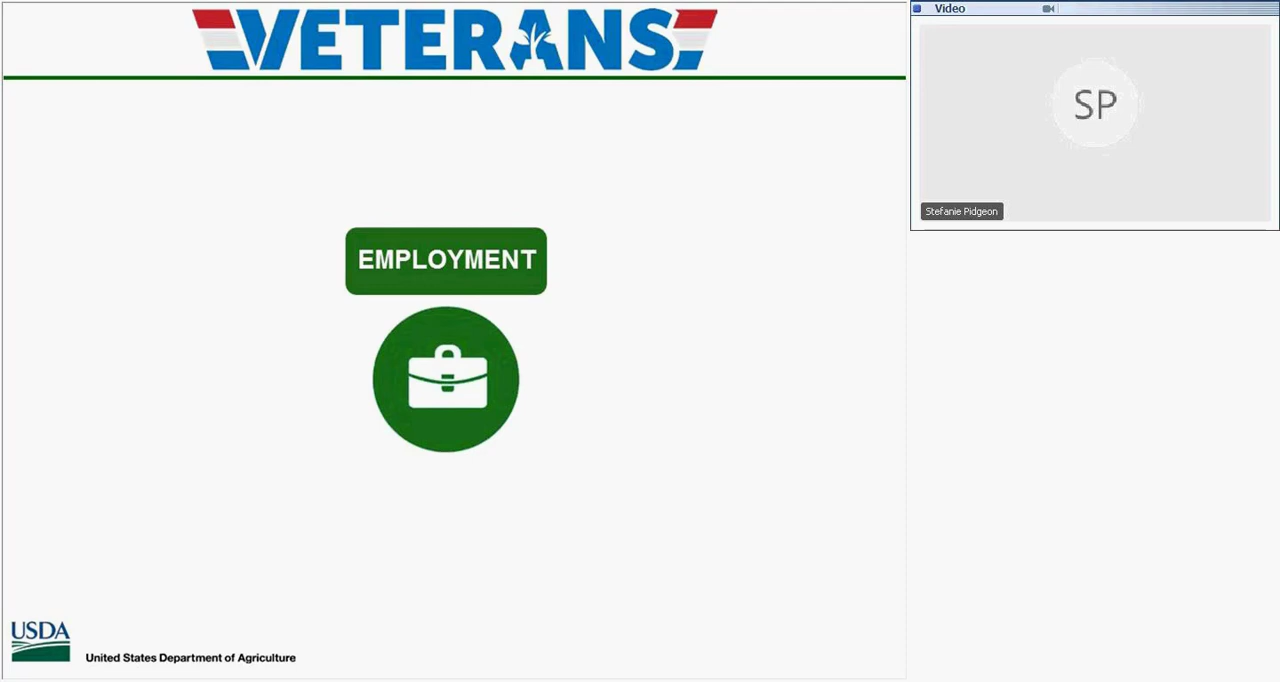 VETERANS
Video
SP
Stefanie Pidgeon
EMPLOYMENT
USDA
United States Department of Agriculture